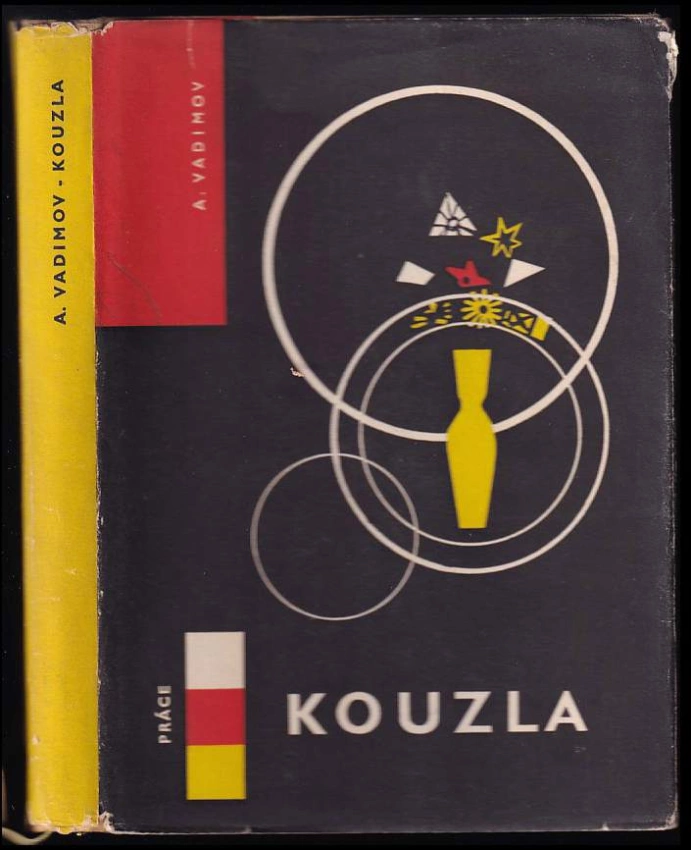 A. VADIMOV - KOUZLA
A. VADIMOV
PRÁCE
KOUZLA